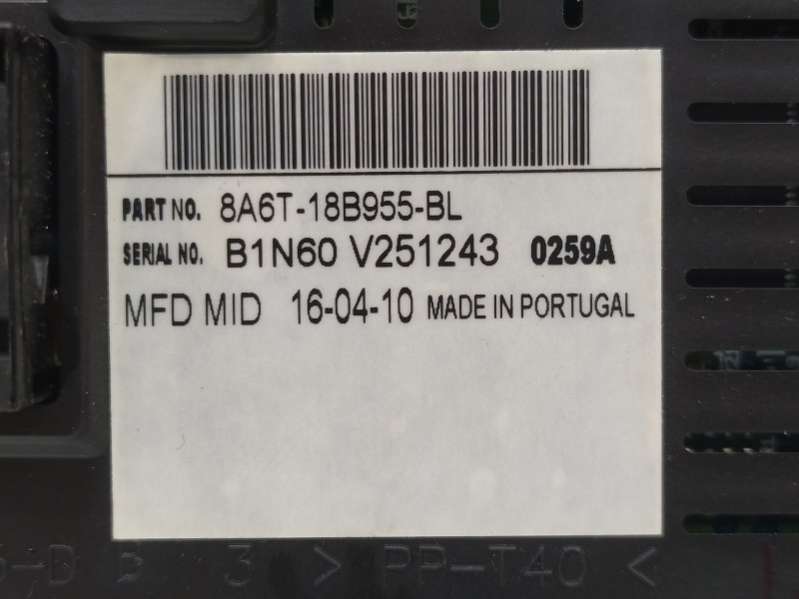 PART NO. 8A6T-18B955-BL
SERIAL NO. B1N60 V251243 0259A
MFD MID 16-04-10 MADE IN PORTUGAL
-D 3 > PP-T40 <